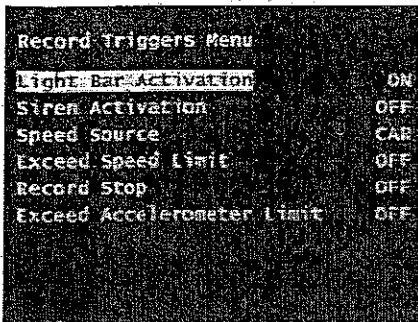 Record Triggers Menu
Light Bar Activation ON
Siren Activation OFF
Speed Source CAR
Exceed Speed Limit OFF
Record Stop OFF
Exceed Accelerometer Limit OFF